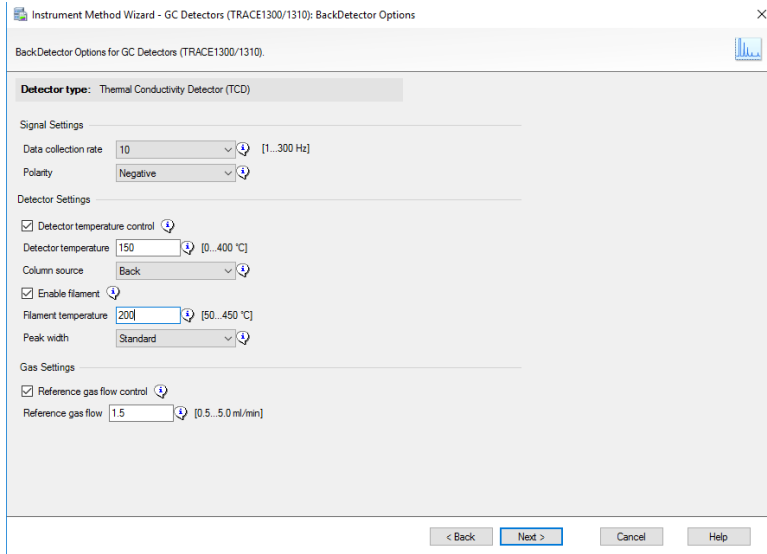 Instrument Method Wizard - GC Detectors (TRACE1300/1310): BackDetector Options
BackDetector Options for GC Detectors (TRACE1300/1310).
Detector type: Thermal Conductivity Detector (TCD)
Signal Settings
Data collection rate 10 [1...300 Hz]
Polarity Negative
Detector Settings
Detector temperature control
Detector temperature 150 [0...400 °C]
Column source Back
Enable filament
Filament temperature 200 [50...450 °C]
Peak width Standard
Gas Settings
Reference gas flow control
Reference gas flow 1.5 [0.5...5.0 ml/min]
< Back Next > Cancel Help